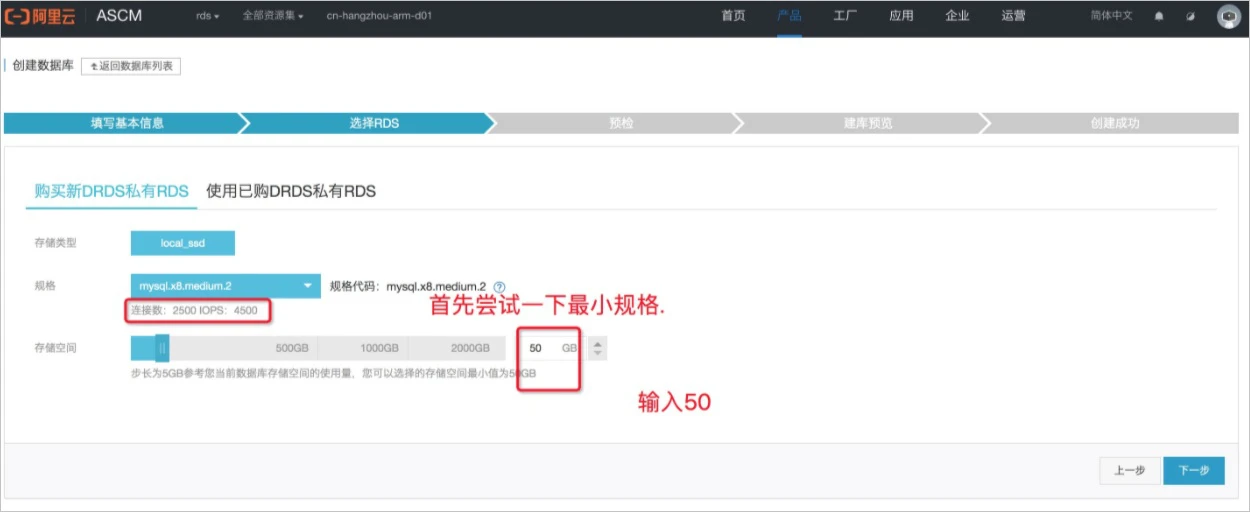 阿里云 ASCM rds 全部资源集 cn-hangzhou-arm-d01 首页 产品 工厂 应用 企业 运营 简体中文
创建数据库 返回数据库列表
填写基本信息 选择RDS 预检 建库预览 创建成功
购买新DRDS私有RDS 使用已购DRDS私有RDS
存储类型 local_ssd
规格 mysql.x8.medium.2 规格代码：mysql.x8.medium.2
连接数：2500 IOPS：4500
首先尝试一下最小规格.
存储空间 500GB 1000GB 2000GB 50 GB
步长为5GB参考您当前数据库存储空间的使用量，您可以选择的存储空间最小值为50GB
输入50
上一步 下一步